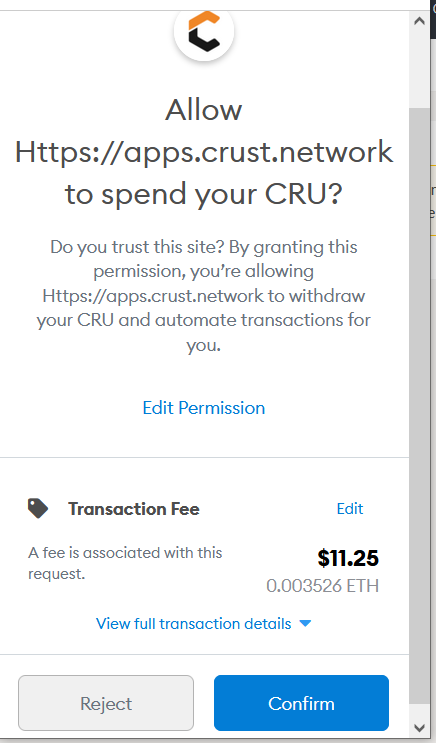 Allow
Https://apps.crust.network
to spend your CRU?
Do you trust this site? By granting this
permission, you’re allowing
Https://apps.crust.network to withdraw
your CRU and automate transactions for
you.
Edit Permission
Transaction Fee
Edit
A fee is associated with this
request.
$11.25
0.003526 ETH
View full transaction details
Reject
Confirm